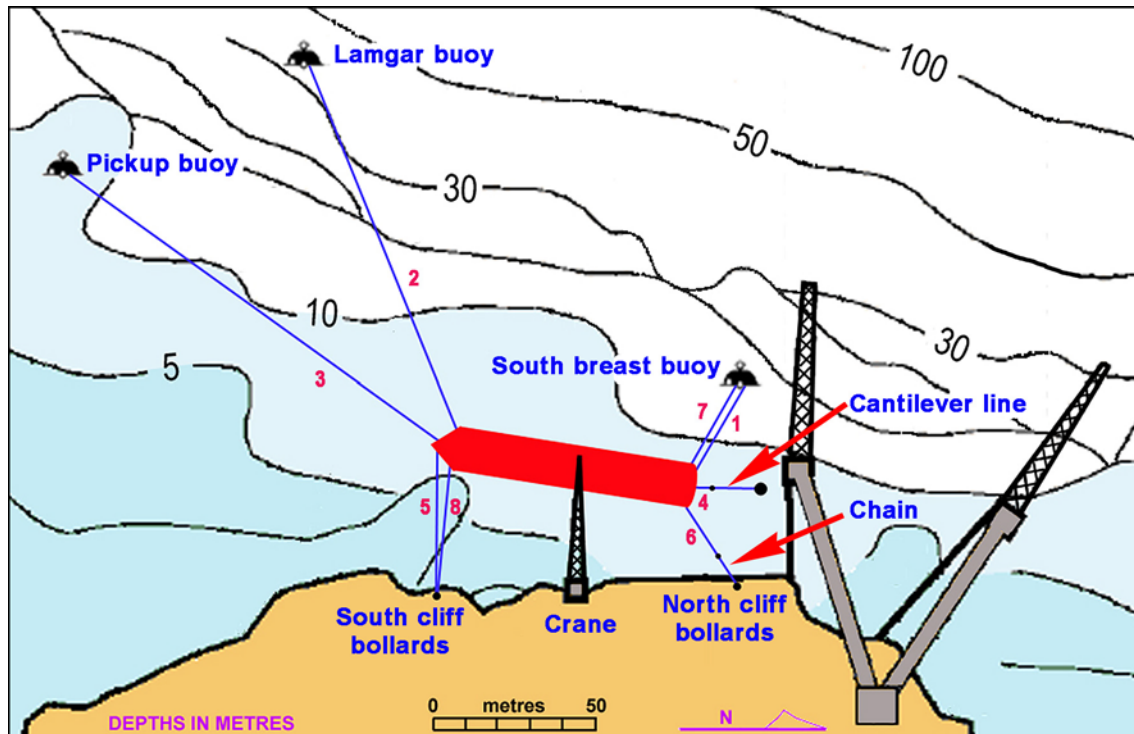 Lamgar buoy
100
50
Pickup buoy
30
2
10
30
5
3
South breast buoy
7
1
Cantilever line
5
8
4
6
Chain
South cliff
bollards
Crane
North cliff
bollards
0 metres 50
DEPTHS IN METRES
N